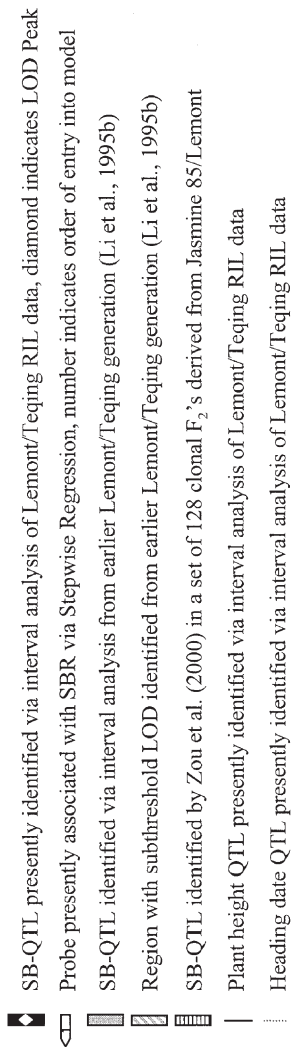 SB-QTL presently identified via interval analysis of Lemont/Teqing RIL data, diamond indicates LOD Peak
Probe presently associated with SBR via Stepwise Regression, number indicates order of entry into model
SB-QTL identified via interval analysis from earlier Lemont/Teqing generation (Li et al., 1995b)
Region with subthreshold LOD identified from earlier Lemont/Teqing generation (Li et al., 1995b)
SB-QTL identified by Zou et al. (2000) in a set of 128 clonal F₂'s derived from Jasmine 85/Lemont
Plant height QTL presently identified via interval analysis of Lemont/Teqing RIL data
Heading date QTL presently identified via interval analysis of Lemont/Teqing RIL data